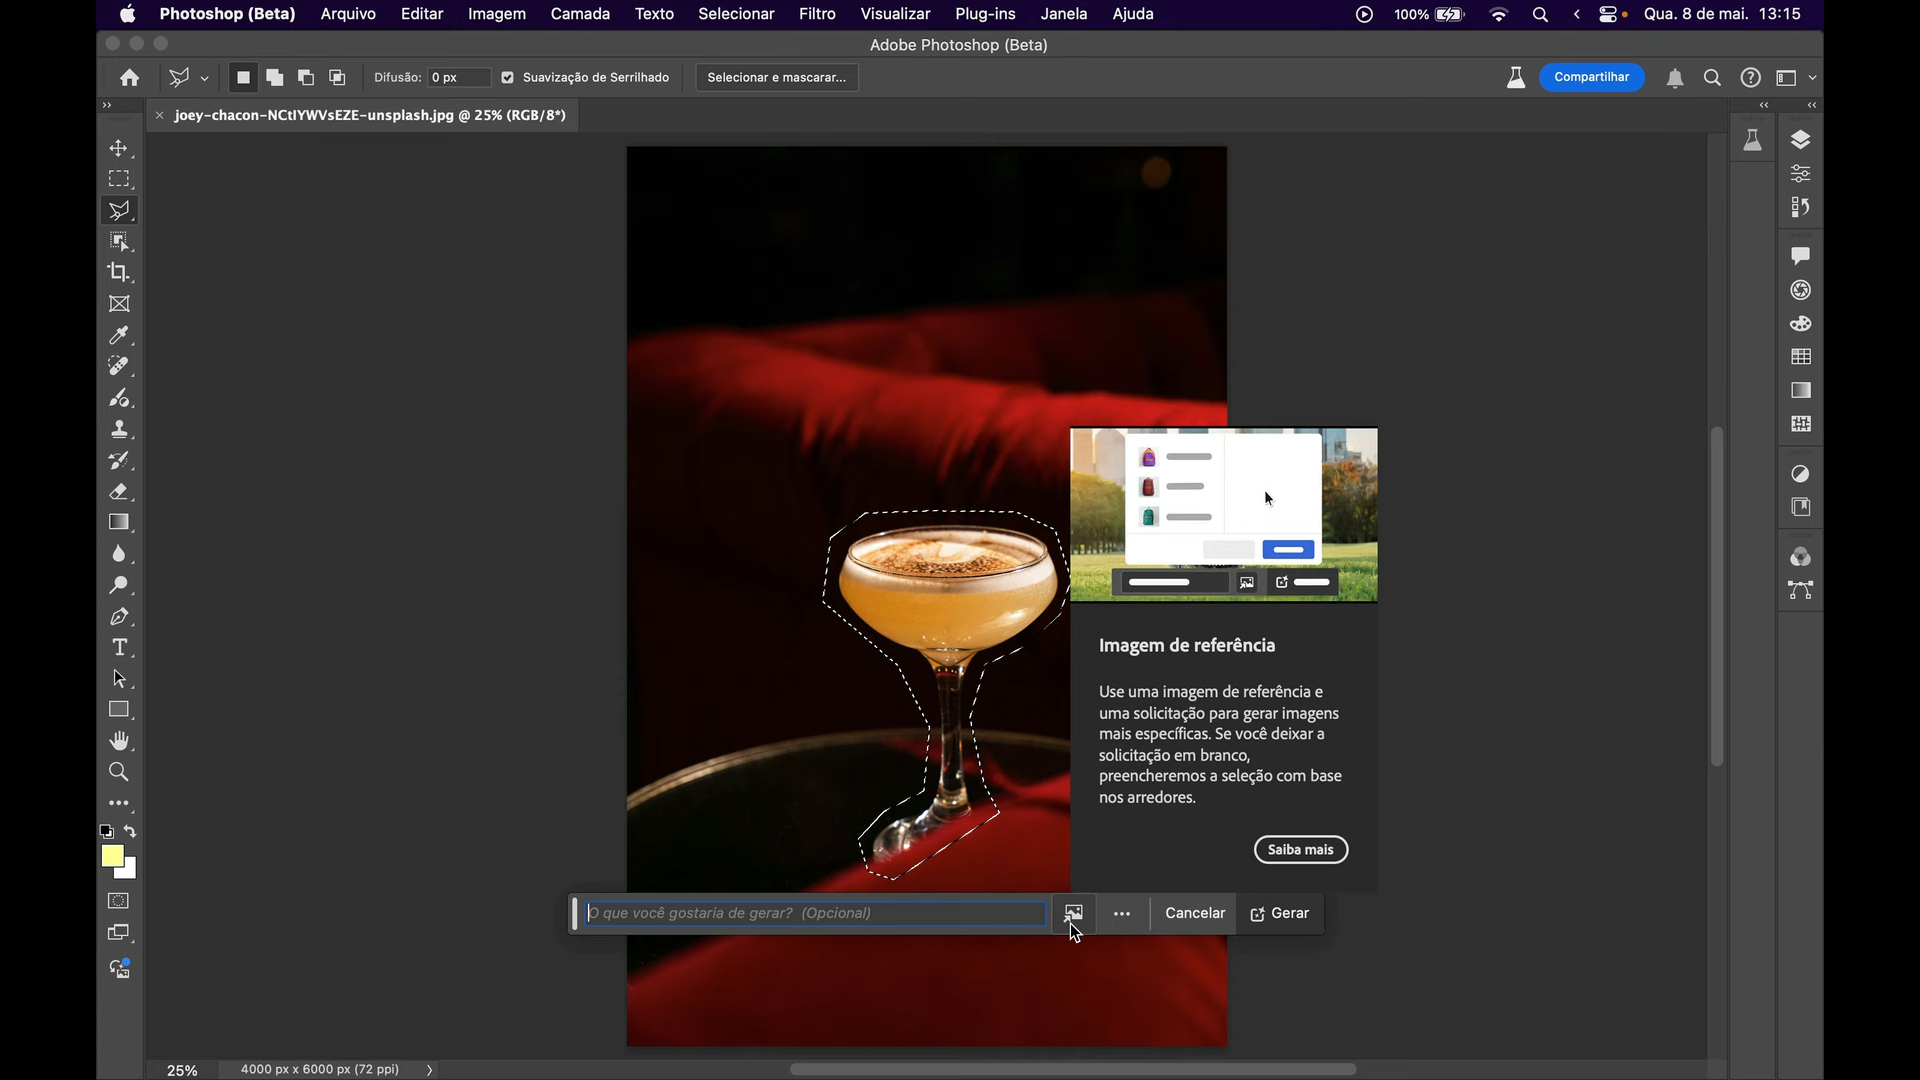 Photoshop (Beta) Arquivo Editar Imagem Camada Texto Selecionar Filtro Visualizar Plug-ins Janela Ajuda 100% Qua. 8 de mai. 13:15
Adobe Photoshop (Beta)
Difusão: 0 px Suavização de Serrilhado Selecionar e mascarar... Compartilhar
joey-chacon-NCtIYWVsEZE-unsplash.jpg @ 25% (RGB/8*)
Imagem de referência
Use uma imagem de referência e
uma solicitação para gerar imagens
mais específicas. Se você deixar a
solicitação em branco,
preencheremos a seleção com base
nos arredores.
Saiba mais
O que você gostaria de gerar? (Opcional) Cancelar Gerar
25% 4000 px x 6000 px (72 ppi)